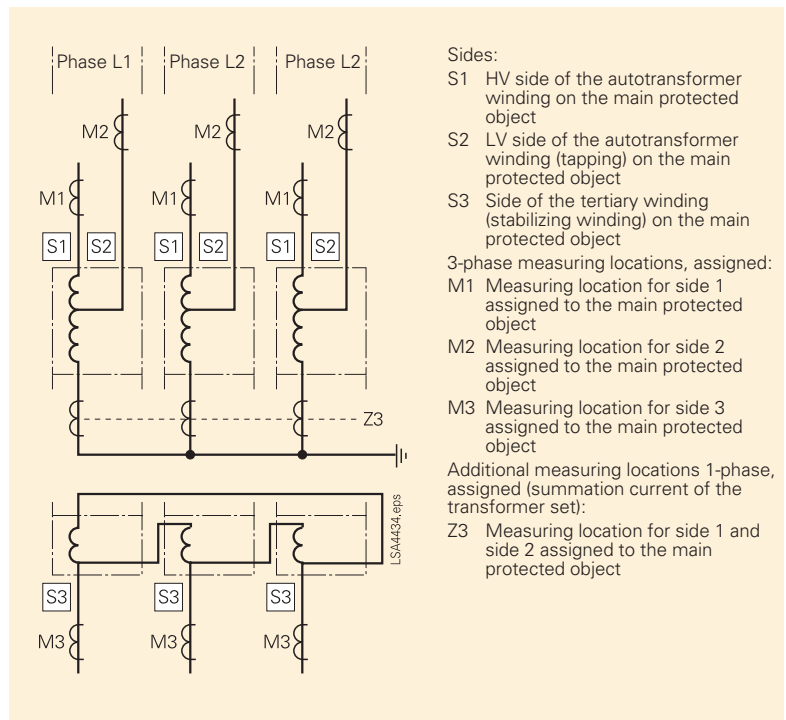 Phase L1 Phase L2 Phase L2
M2 M2 M2
M1 M1 M1
S1 S2 S1 S2 S1 S2
Z3
LSA4434.eps
S3 S3 S3
M3 M3 M3
Sides:
S1 HV side of the autotransformer
winding on the main protected
object
S2 LV side of the autotransformer
winding (tapping) on the main
protected object
S3 Side of the tertiary winding
(stabilizing winding) on the main
protected object
3-phase measuring locations, assigned:
M1 Measuring location for side 1
assigned to the main protected
object
M2 Measuring location for side 2
assigned to the main protected
object
M3 Measuring location for side 3
assigned to the main protected
object
Additional measuring locations 1-phase,
assigned (summation current of the
transformer set):
Z3 Measuring location for side 1 and
side 2 assigned to the main
protected object